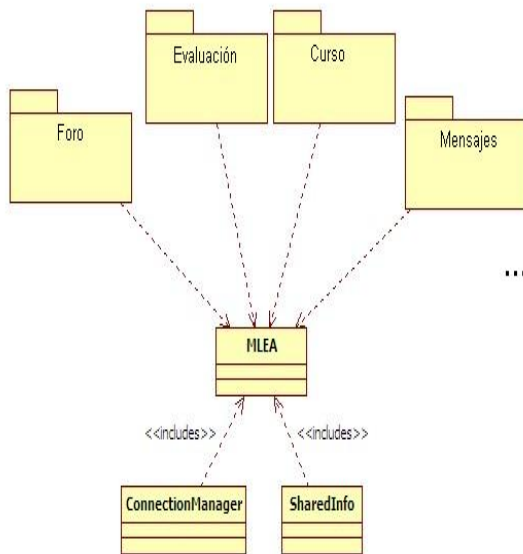 Evaluación
Curso
Foro
Mensajes
...
MLEA
<<includes>>
<<includes>>
ConnectionManager
SharedInfo